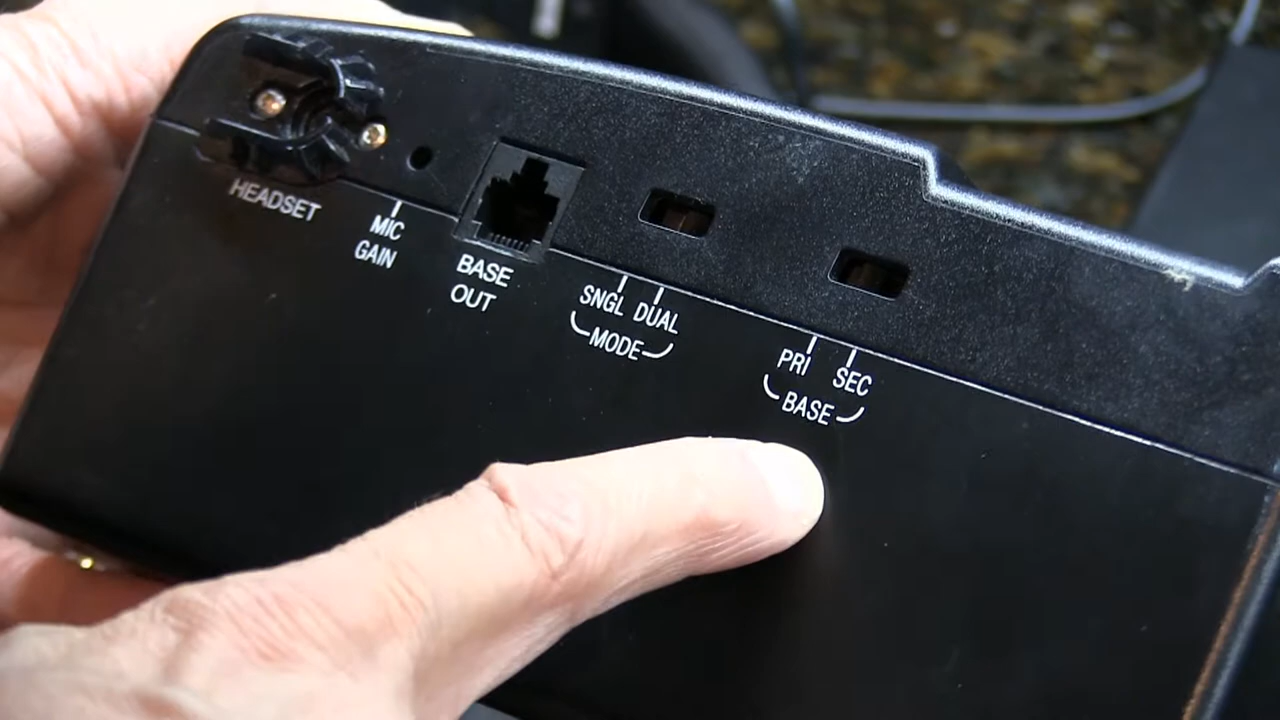 HEADSET
MIC
GAIN
BASE
OUT
SNGL DUAL
MODE
PRI SEC
BASE